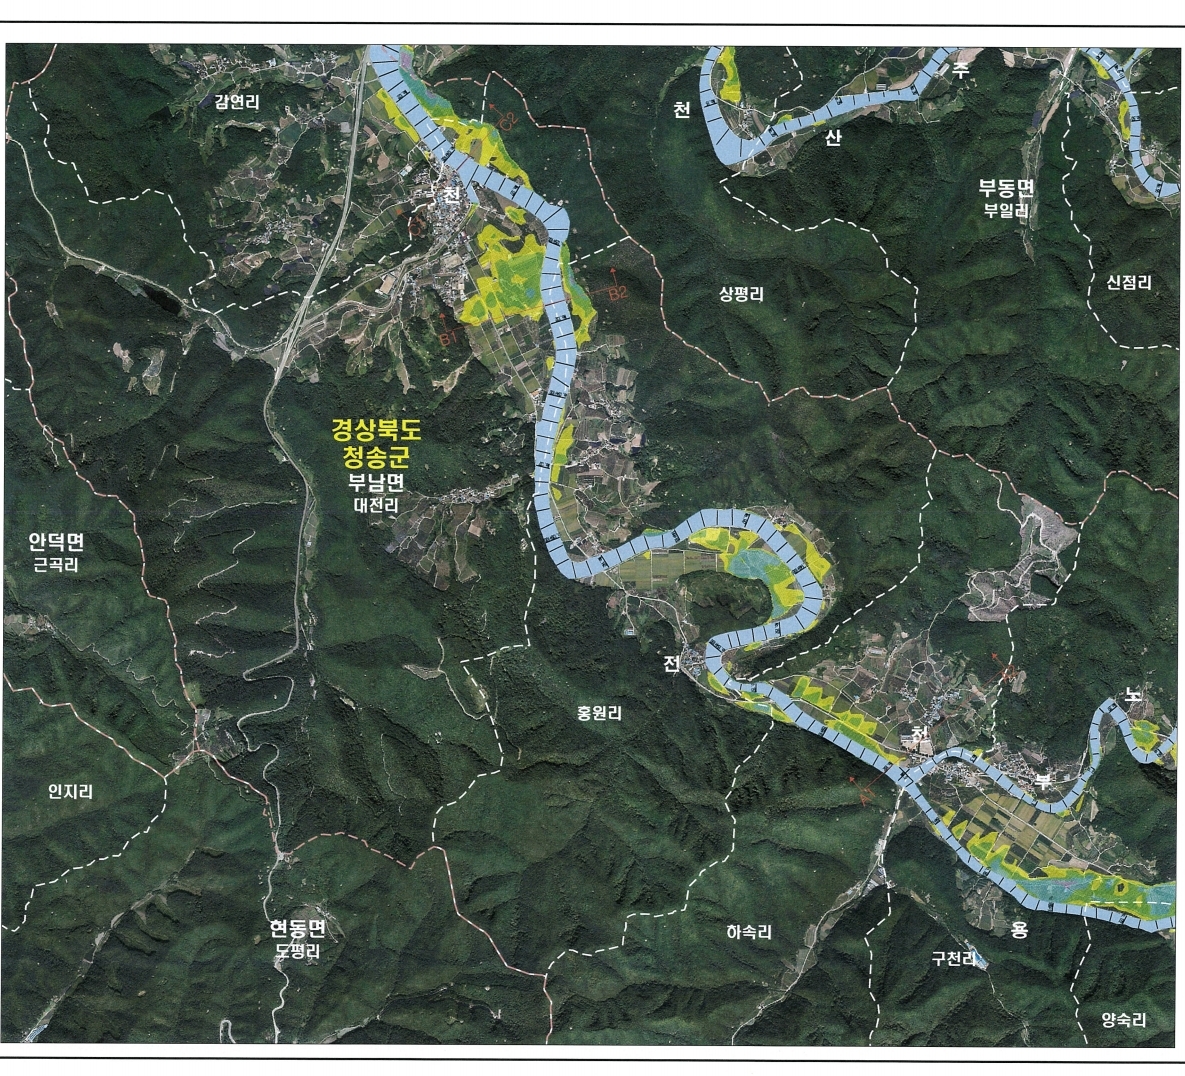 주
감연리
천
산
부동면
부일리
천
신점리
상평리
C2
B2
B1
경상북도
청송군
부남면
대전리
안덕면
근곡리
전
노
홍원리
천
부
인지리
현동면
도평리
하속리
용
구천리
양숙리